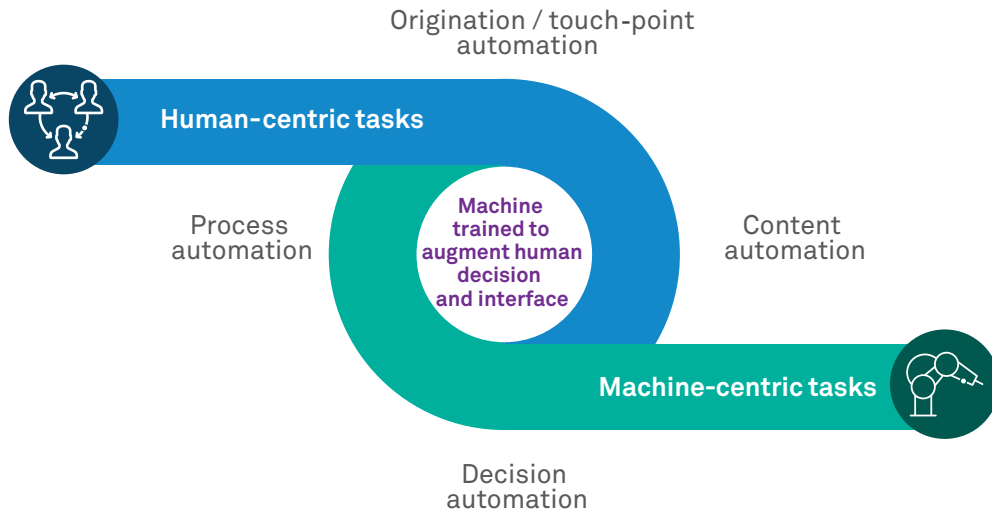 Origination / touch-point
automation
Human-centric tasks
Process
automation
Machine
trained to
augment human
decision
and interface
Content
automation
Machine-centric tasks
Decision
automation